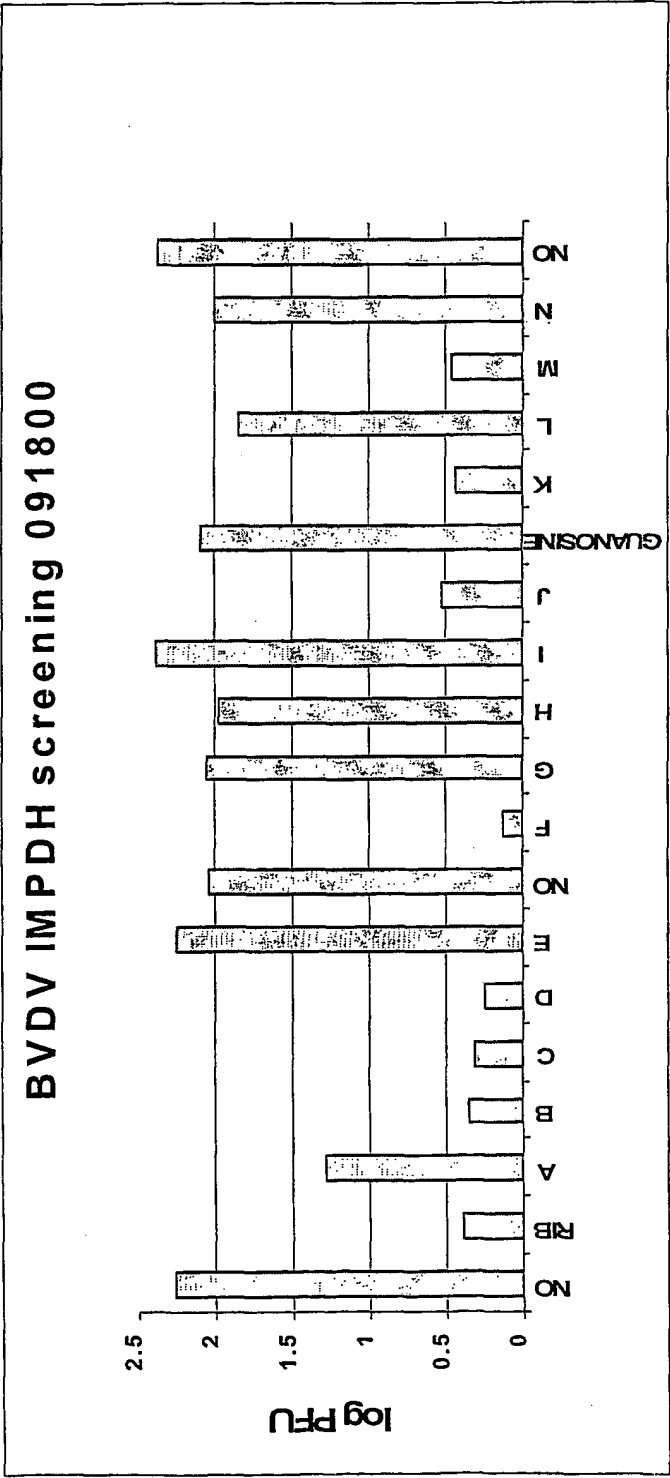 BVDV IMPDH screening 091800
log PFU
2.5
2
1.5
1
0.5
0
NO
RIB
A
B
C
D
E
NO
F
G
H
I
J
GUANOSINE
K
L
M
N
NO